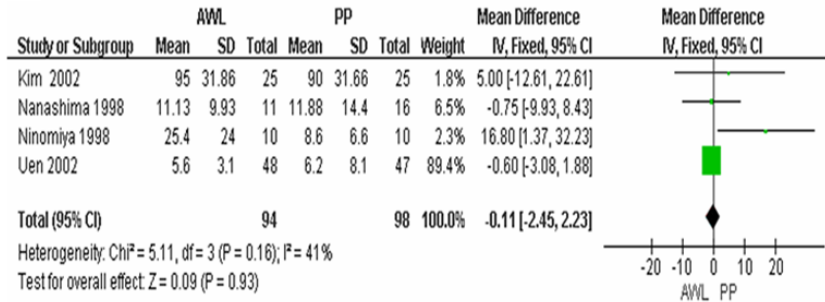 AWL PP Mean Difference Mean Difference
Study or Subgroup Mean SD Total Mean SD Total Weight IV, Fixed, 95% CI IV, Fixed, 95% CI
Kim 2002 95 31.86 25 90 31.66 25 1.8% 5.00 [-12.61, 22.61]
Nanashima 1998 11.13 9.93 11 11.88 14.4 16 6.5% -0.75 [-9.93, 8.43]
Ninomiya 1998 25.4 24 10 8.6 6.6 10 2.3% 16.80 [1.37, 32.23]
Uen 2002 5.6 3.1 48 6.2 8.1 47 89.4% -0.60 [-3.08, 1.88]
Total (95% CI) 94 98 100.0% -0.11 [-2.45, 2.23]
Heterogeneity: Chi² = 5.11, df = 3 (P = 0.16); I² = 41%
Test for overall effect: Z = 0.09 (P = 0.93)
-20 -10 0 10 20
AWL PP